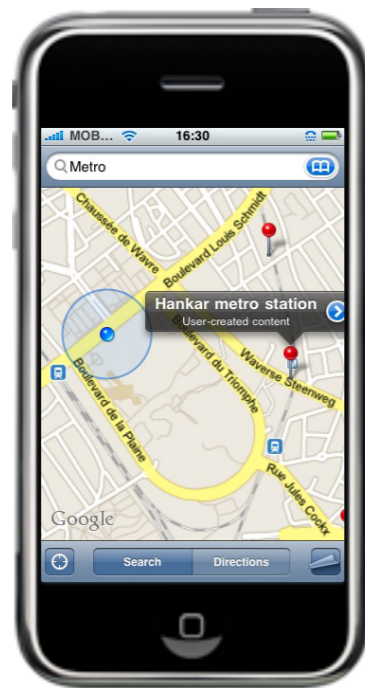 MOB... 16:30
Metro
Chaussée de Wavre
Boulevard Louis Schmidt
Hankar metro station
User-created content
Boulevard du Triomphe
Waverse Steenweg
Boulevard de la Plaine
Rue Jules Cockx
Google
Search Directions